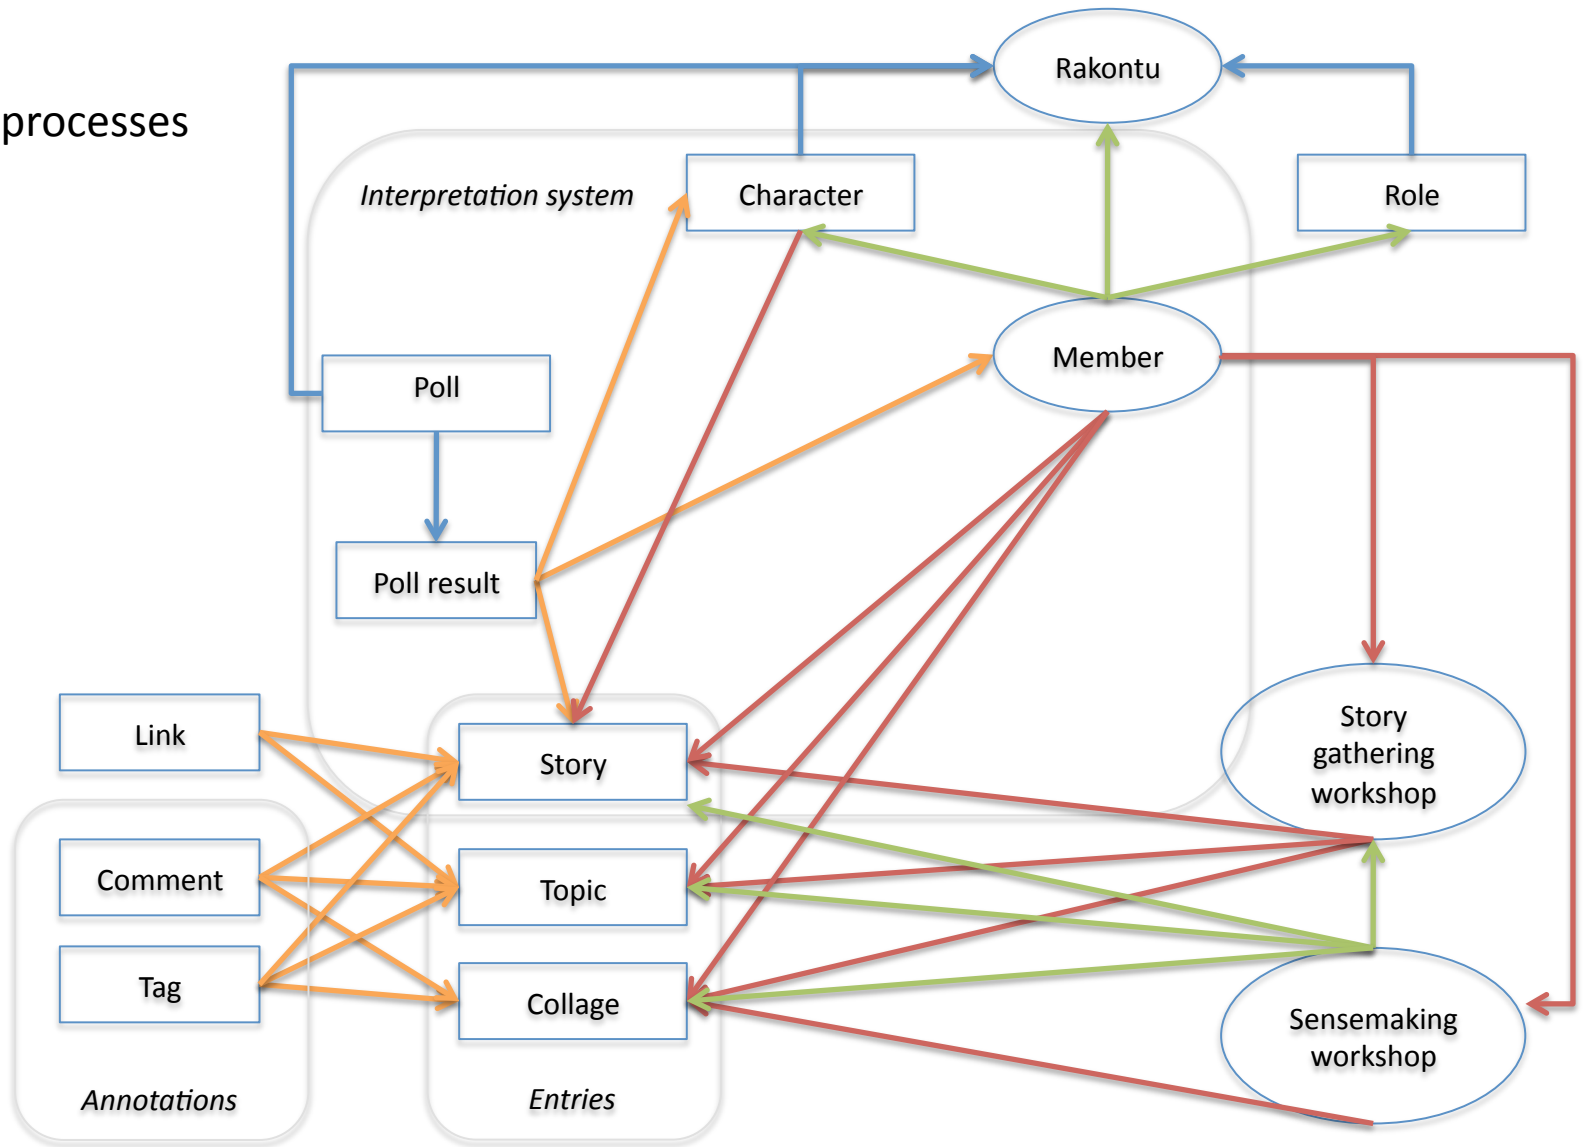 Rakontu
processes
Interpretation system
Character
Role
Member
Poll
Poll result
Link
Story
Story
gathering
workshop
Comment
Topic
Tag
Collage
Sensemaking
workshop
Annotations
Entries